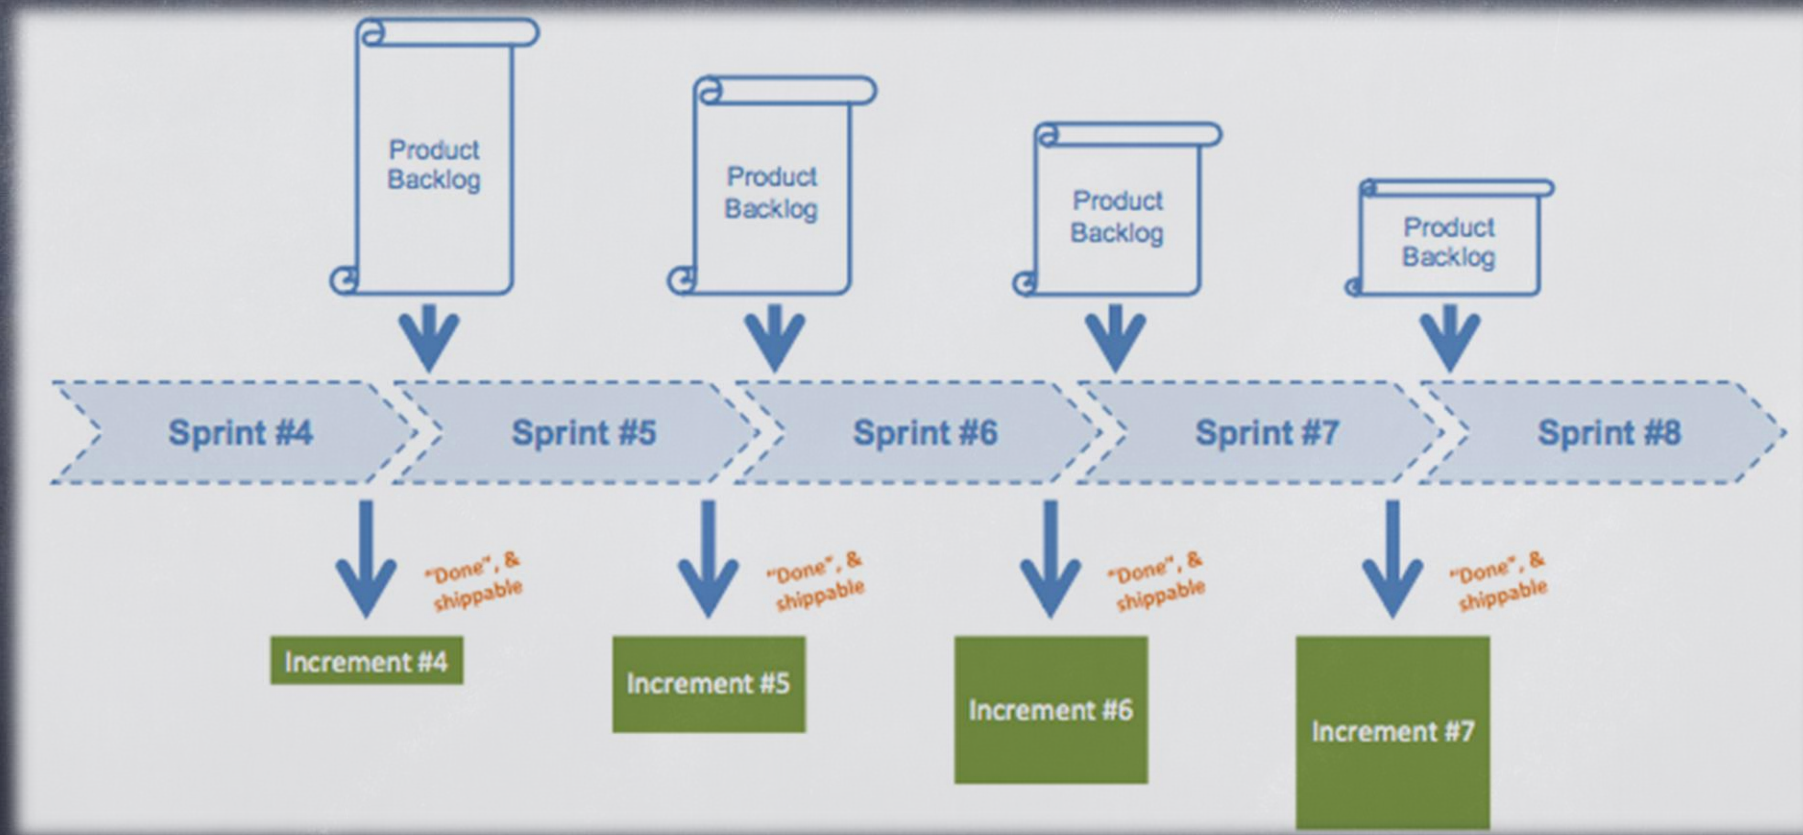 Product
Backlog
Product
Backlog
Product
Backlog
Product
Backlog
Sprint #4
Sprint #5
Sprint #6
Sprint #7
Sprint #8
"Done", &
shippable
"Done", &
shippable
"Done", &
shippable
"Done", &
shippable
Increment #4
Increment #5
Increment #6
Increment #7